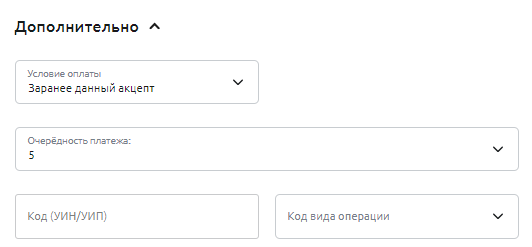 Дополнительно
Условие оплаты
Заранее данный акцепт
Очерёдность платежа:
5
Код (УИН/УИП)
Код вида операции